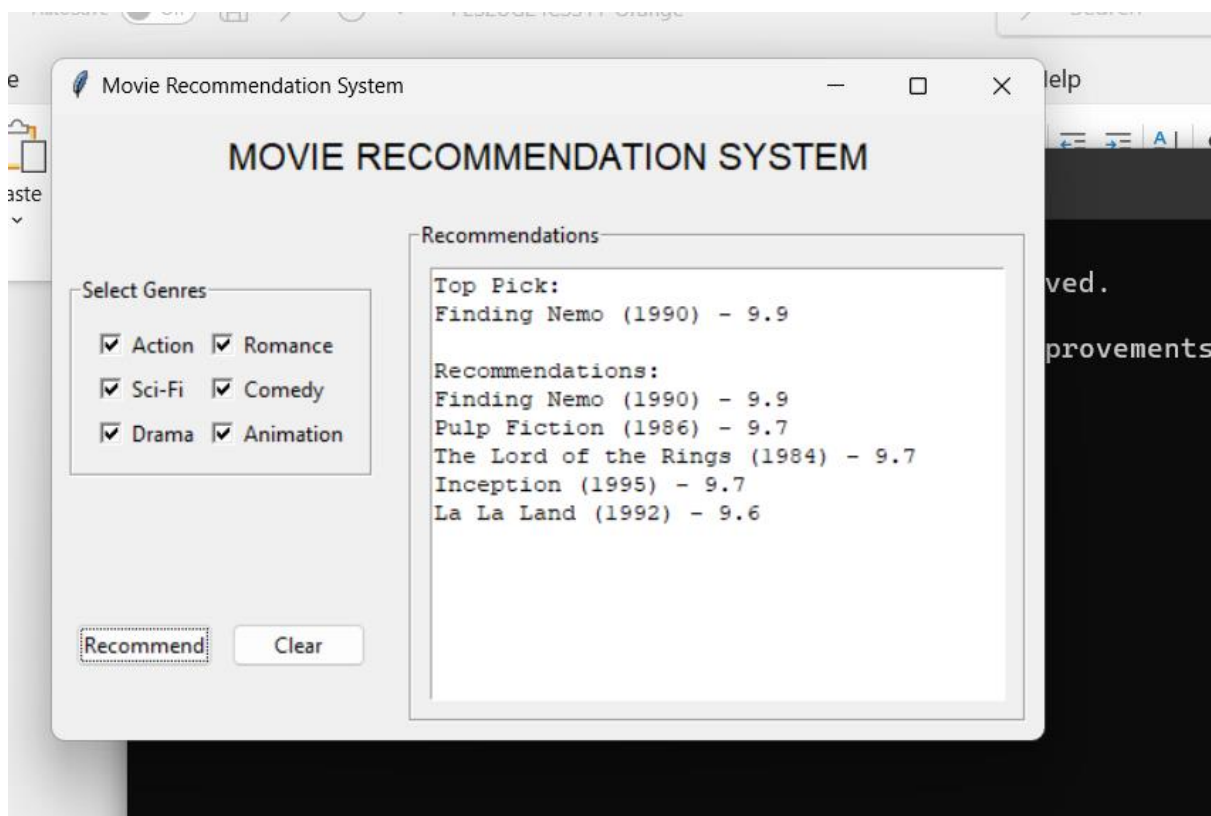 Search
e
Movie Recommendation System
Help
MOVIE RECOMMENDATION SYSTEM
aste
Recommendations
Select Genres
Top Pick:
Finding Nemo (1990) - 9.9
ved.
Action Romance
provements
Recommendations:
Sci-Fi Comedy
Finding Nemo (1990) - 9.9
Drama Animation
Pulp Fiction (1986) - 9.7
The Lord of the Rings (1984) - 9.7
Inception (1995) - 9.7
La La Land (1992) - 9.6
Recommend Clear